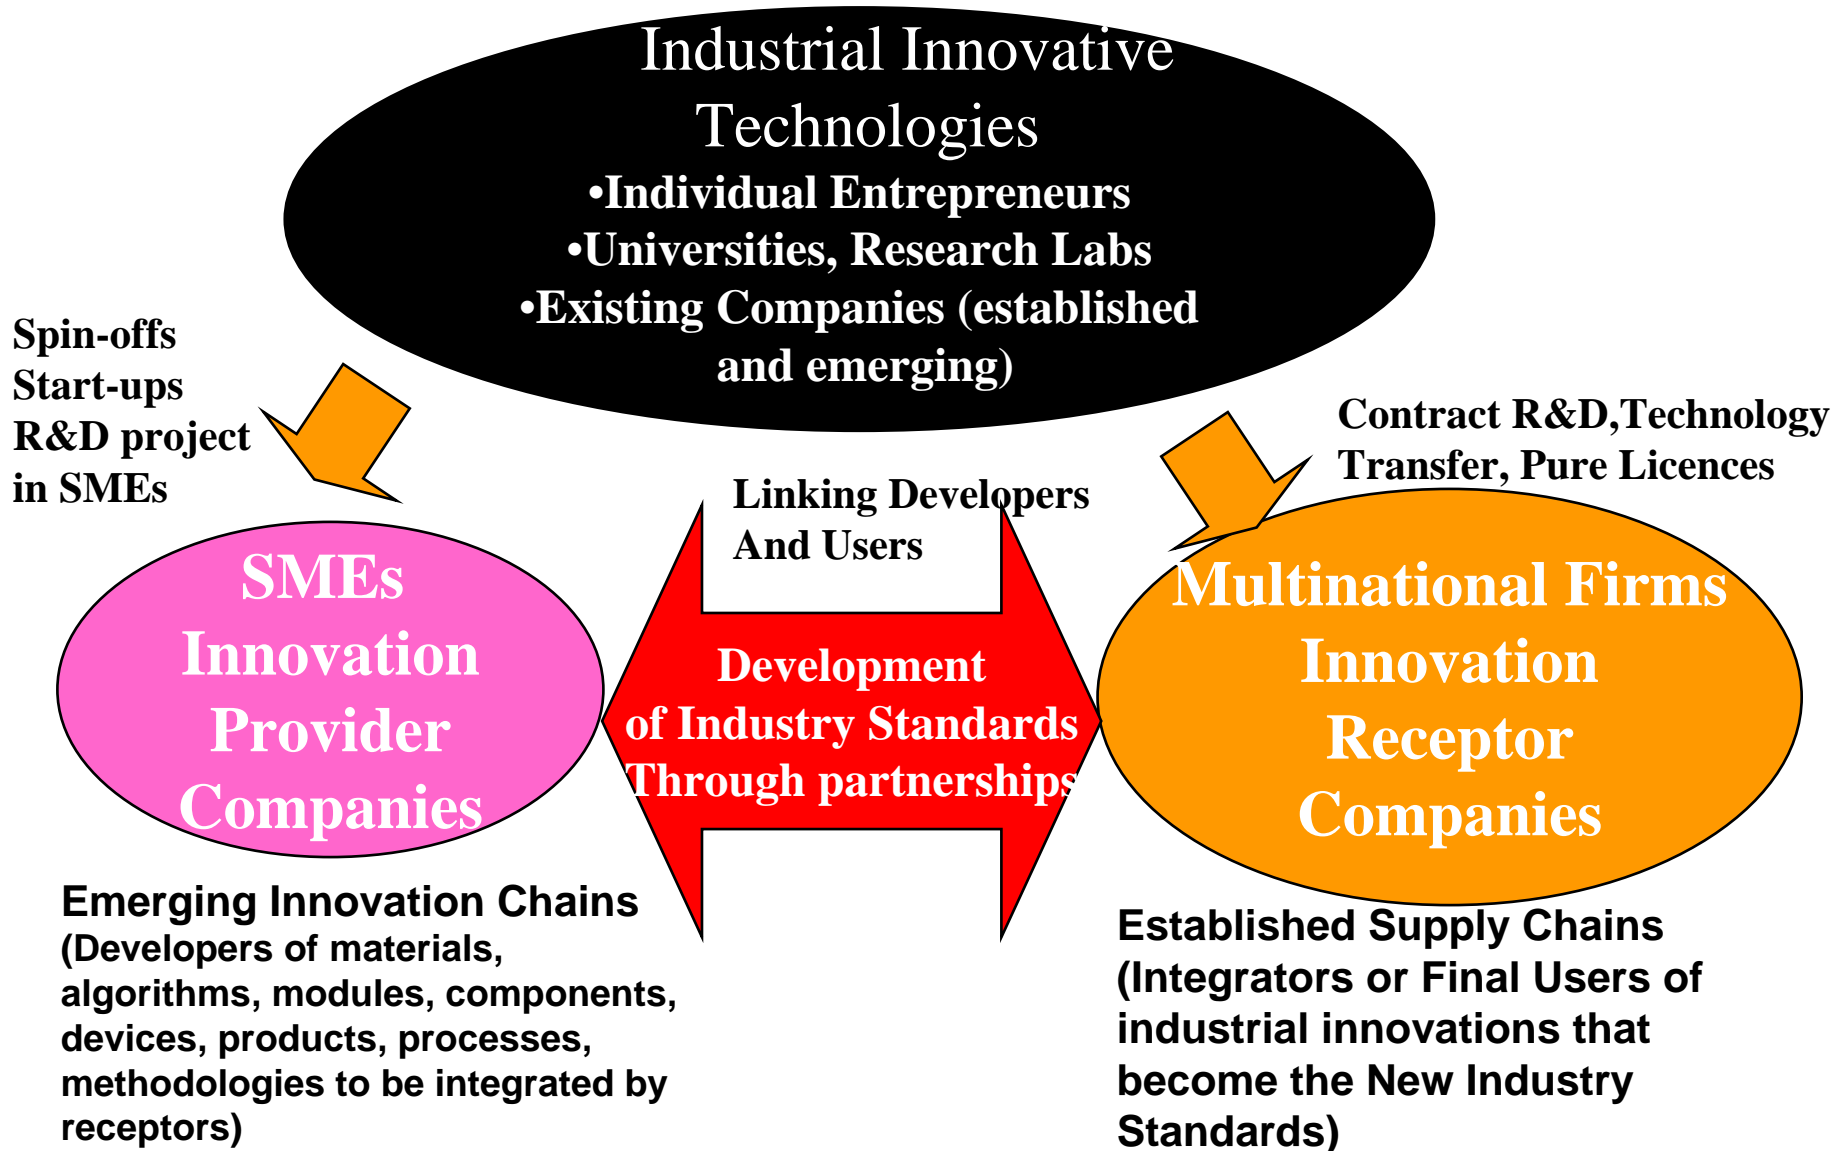 Industrial Innovative
Technologies
•Individual Entrepreneurs
•Universities, Research Labs
•Existing Companies (established
and emerging)
Spin-offs
Start-ups
R&D project
in SMEs
Contract R&D,Technology
Transfer, Pure Licences
Linking Developers
And Users
SMEs
Innovation
Provider
Companies
Development
of Industry Standards
Through partnerships
Multinational Firms
Innovation
Receptor
Companies
Emerging Innovation Chains
(Developers of materials,
algorithms, modules, components,
devices, products, processes,
methodologies to be integrated by
receptors)
Established Supply Chains
(Integrators or Final Users of
industrial innovations that
become the New Industry
Standards)